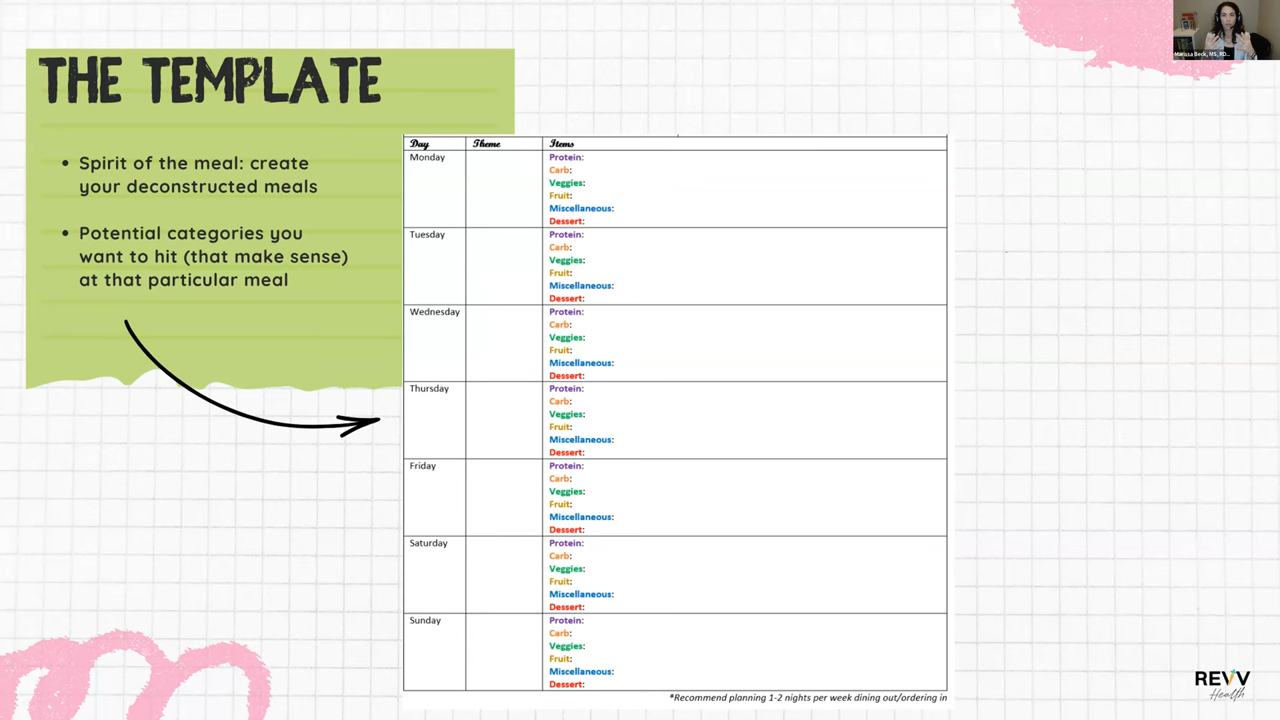 THE TEMPLATE
• Spirit of the meal: create
your deconstructed meals
• Potential categories you
want to hit (that make sense)
at that particular meal
Day Theme Items
Monday Protein:
Carb:
Veggies:
Fruit:
Miscellaneous:
Dessert:
Tuesday Protein:
Carb:
Veggies:
Fruit:
Miscellaneous:
Dessert:
Wednesday Protein:
Carb:
Veggies:
Fruit:
Miscellaneous:
Dessert:
Thursday Protein:
Carb:
Veggies:
Fruit:
Miscellaneous:
Dessert:
Friday Protein:
Carb:
Veggies:
Fruit:
Miscellaneous:
Dessert:
Saturday Protein:
Carb:
Veggies:
Fruit:
Miscellaneous:
Dessert:
Sunday Protein:
Carb:
Veggies:
Fruit:
Miscellaneous:
Dessert:
*Recommend planning 1-2 nights per week dining out/ordering in
Marissa Beck, MS, RD...
REVV
Health